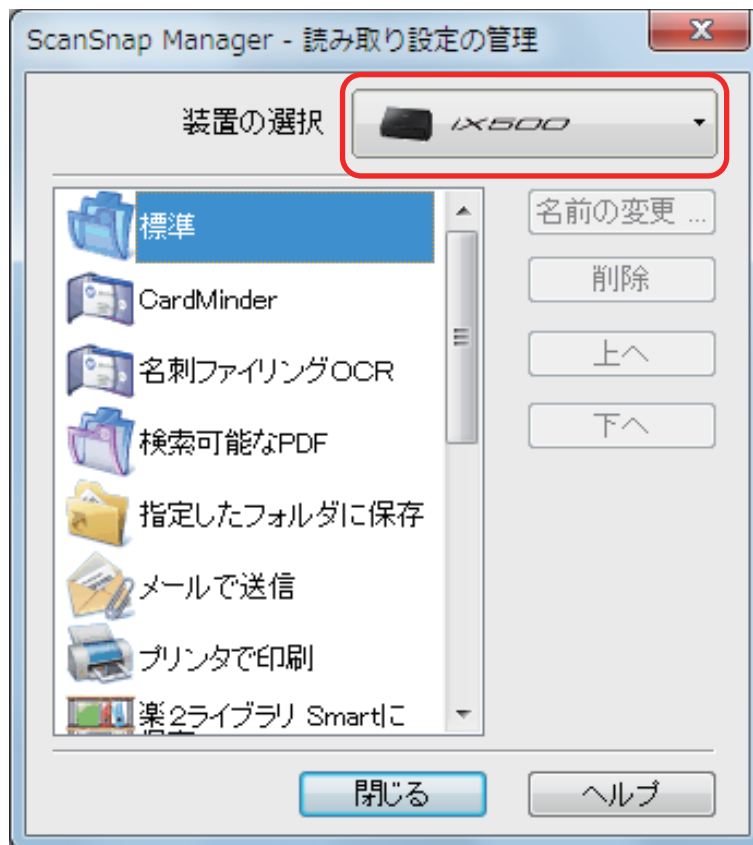 ScanSnap Manager - 読み取り設定の管理
装置の選択
iX500
標準
CardMinder
名刺ファイリングOCR
検索可能なPDF
指定したフォルダに保存
メールで送信
プリンタで印刷
楽2ライブラリ Smartに
名前の変更 ...
削除
上へ
下へ
閉じる
ヘルプ